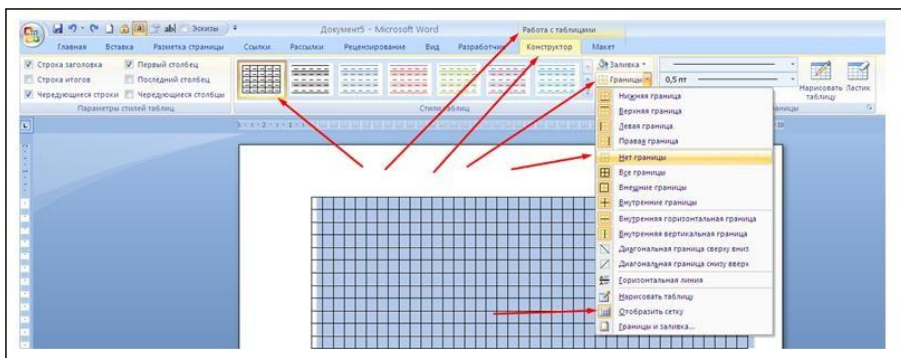 Эскизы
Документ5 - Microsoft Word
Работа с таблицами
Главная Вставка Разметка страницы Ссылки Рассылки Рецензирование Вид Разработчик Конструктор Макет
Строка заголовка Первый столбец
Строка итогов Последний столбец
Чередующиеся строки Чередующиеся столбцы
Параметры стилей таблиц
Стили таблиц
Заливка
Границы
0,5 пт
Нарисовать таблицу
Ластик
Нижняя граница
Верхняя граница
Левая граница
Правая граница
Нет границы
Все границы
Внешние границы
Внутренние границы
Внутренняя горизонтальная граница
Внутренняя вертикальная граница
Диагональная граница сверху вниз
Диагональная граница снизу вверх
Горизонтальная линия
Нарисовать таблицу
Отобразить сетку
Границы и заливка...